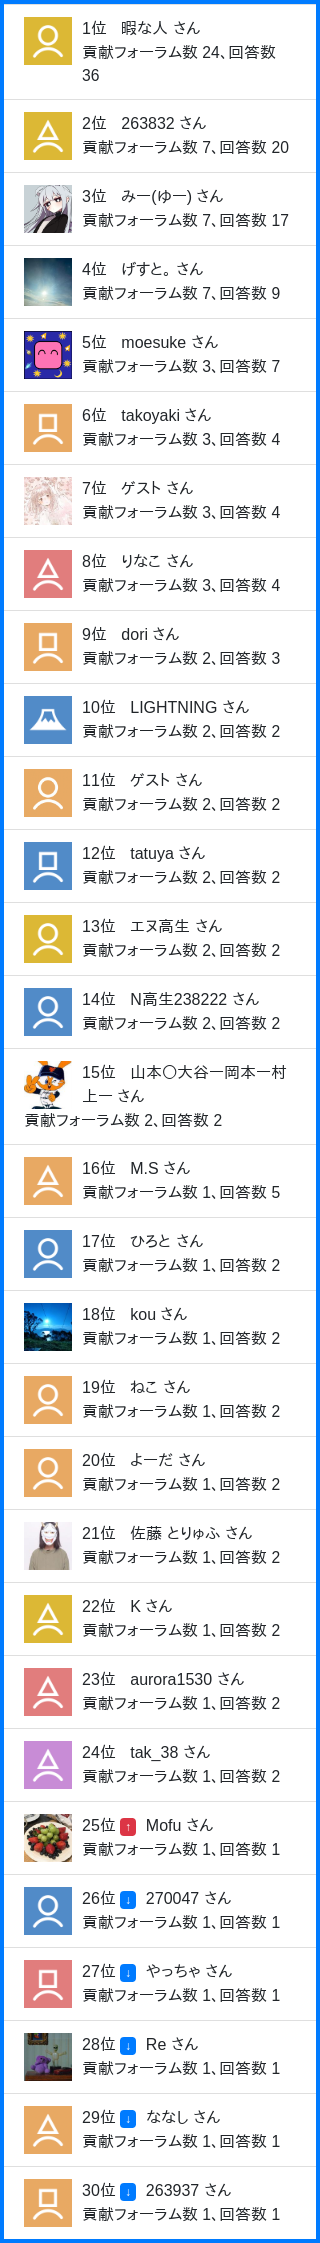 1位　暇な人 さん
貢献フォーラム数 24、回答数
36
2位　263832 さん
貢献フォーラム数 7、回答数 20
3位　みー(ゆー) さん
貢献フォーラム数 7、回答数 17
4位　げすと。 さん
貢献フォーラム数 7、回答数 9
5位　moesuke さん
貢献フォーラム数 3、回答数 7
6位　takoyaki さん
貢献フォーラム数 3、回答数 4
7位　ゲスト さん
貢献フォーラム数 3、回答数 4
8位　りなこ さん
貢献フォーラム数 3、回答数 4
9位　dori さん
貢献フォーラム数 2、回答数 3
10位　LIGHTNING さん
貢献フォーラム数 2、回答数 2
11位　ゲスト さん
貢献フォーラム数 2、回答数 2
12位　tatuya さん
貢献フォーラム数 2、回答数 2
13位　エヌ高生 さん
貢献フォーラム数 2、回答数 2
14位　N高生238222 さん
貢献フォーラム数 2、回答数 2
15位　山本〇大谷一岡本一村
上一 さん
貢献フォーラム数 2、回答数 2
16位　M.S さん
貢献フォーラム数 1、回答数 5
17位　ひろと さん
貢献フォーラム数 1、回答数 2
18位　kou さん
貢献フォーラム数 1、回答数 2
19位　ねこ さん
貢献フォーラム数 1、回答数 2
20位　よーだ さん
貢献フォーラム数 1、回答数 2
21位　佐藤 とりゅふ さん
貢献フォーラム数 1、回答数 2
22位　K さん
貢献フォーラム数 1、回答数 2
23位　aurora1530 さん
貢献フォーラム数 1、回答数 2
24位　tak_38 さん
貢献フォーラム数 1、回答数 2
25位 ↑ Mofu さん
貢献フォーラム数 1、回答数 1
26位 ↓ 270047 さん
貢献フォーラム数 1、回答数 1
27位 ↓ やっちゃ さん
貢献フォーラム数 1、回答数 1
28位 ↓ Re さん
貢献フォーラム数 1、回答数 1
29位 ↓ ななし さん
貢献フォーラム数 1、回答数 1
30位 ↓ 263937 さん
貢献フォーラム数 1、回答数 1